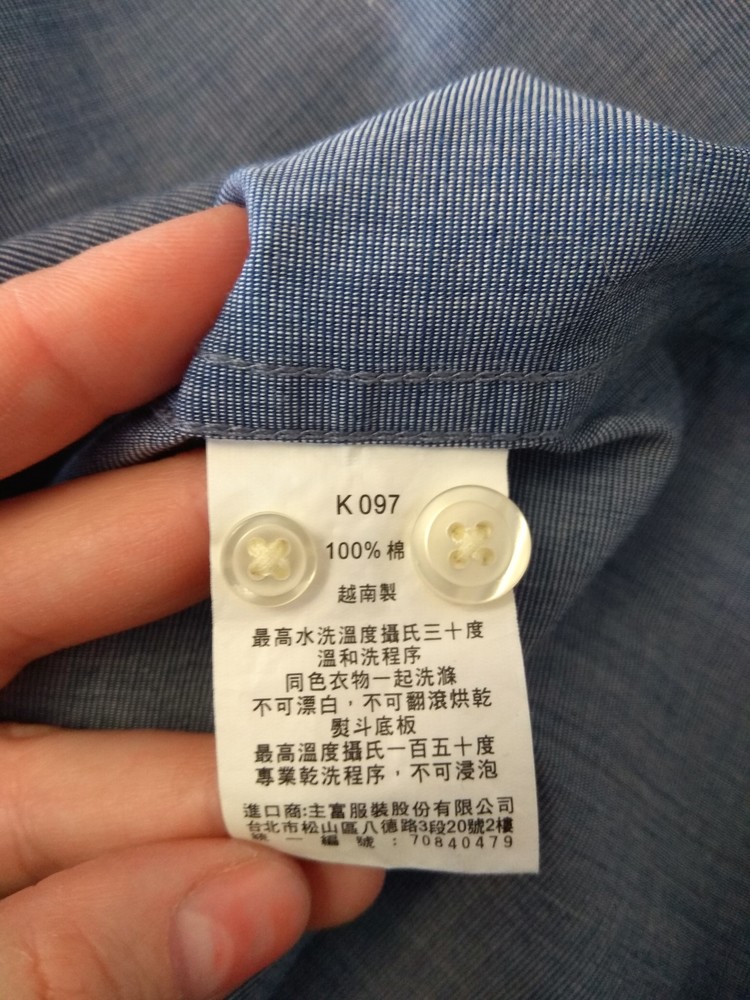 K 097
100% 棉
越南製
最高水洗溫度攝氏三十度
溫和洗程序
同色衣物一起洗滌
不可漂白，不可翻滾烘乾
熨斗底板
最高溫度攝氏一百五十度
專業乾洗程序，不可浸泡
進口商:主富服裝股份有限公司
台北市松山區八德路3段20號2樓
統一編號:70840479